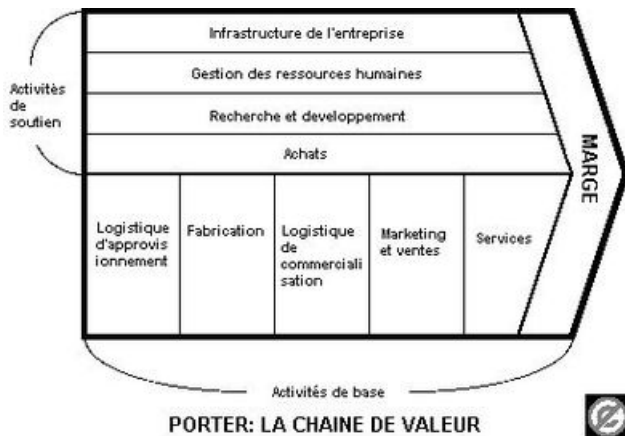 Infrastructure de l'entreprise
Gestion des ressources humaines
Activités
de
soutien
Recherche et developpement
Achats
MARGE
Logistique
d'approvis
ionnement
Fabrication
Logistique
de
commerciali
sation
Marketing
et ventes
Services
Activités de base
PORTER: LA CHAINE DE VALEUR